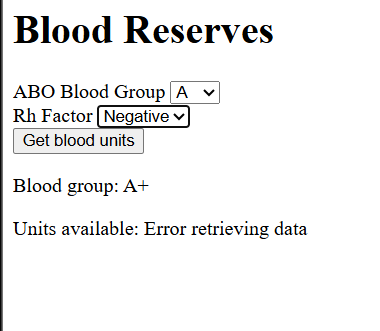 Blood Reserves
ABO Blood Group A
Rh Factor Negative
Get blood units
Blood group: A+
Units available: Error retrieving data